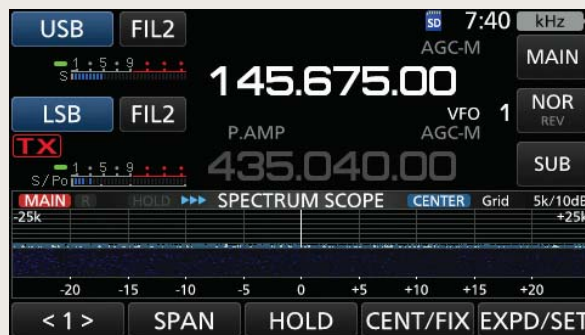 USB FIL2 SD 7:40 kHz
AGC-M
MAIN
1 5 9
S
145.675.00
LSB FIL2 VFO 1 NOR
REV
P.AMP AGC-M
TX
435.040.00
SUB
1 5 9
S/Po
MAIN R HOLD SPECTRUM SCOPE CENTER Grid 5k/10dB
-25k +25k
-20 -15 -10 -5 0 +5 +10 +15 +20
< 1 > SPAN HOLD CENT/FIX EXPD/SET